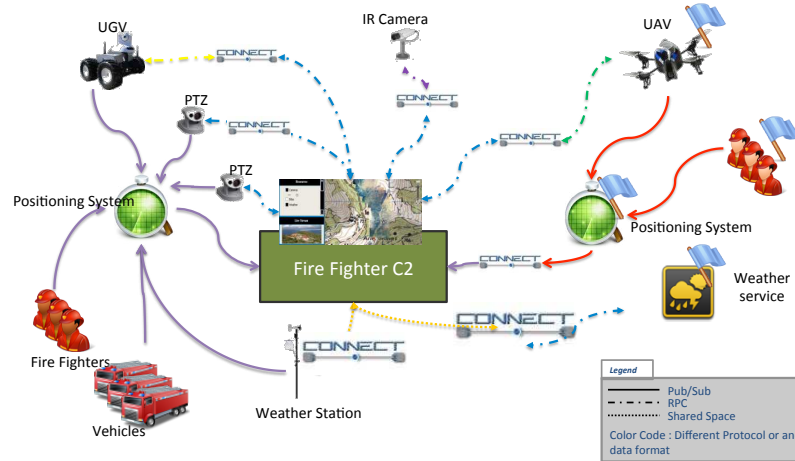 UGV
IR Camera
UAV
CONNECT
PTZ
CONNECT
CONNECT
CONNECT
PTZ
Positioning System
Fire Fighter C2
CONNECT
Positioning System
Weather
service
CONNECT
CONNECT
Fire Fighters
Weather Station
Vehicles
Legend
Pub/Sub
RPC
Shared Space
Color Code : Different Protocol or an
data format